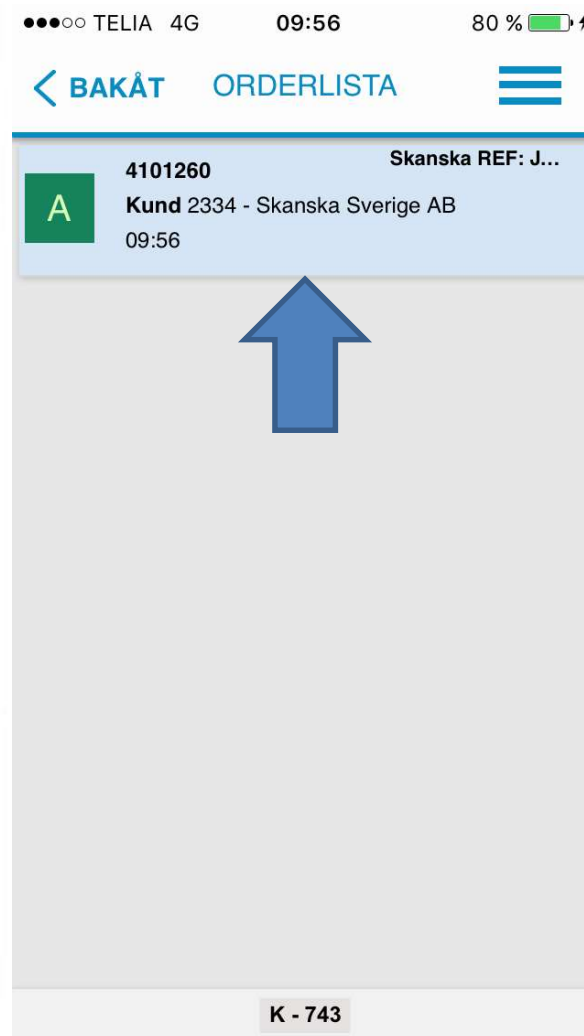 TELIA 4G 09:56 80 %
BAKÅT ORDERLISTA
4101260 Skanska REF: J...
A Kund 2334 - Skanska Sverige AB
09:56
K - 743